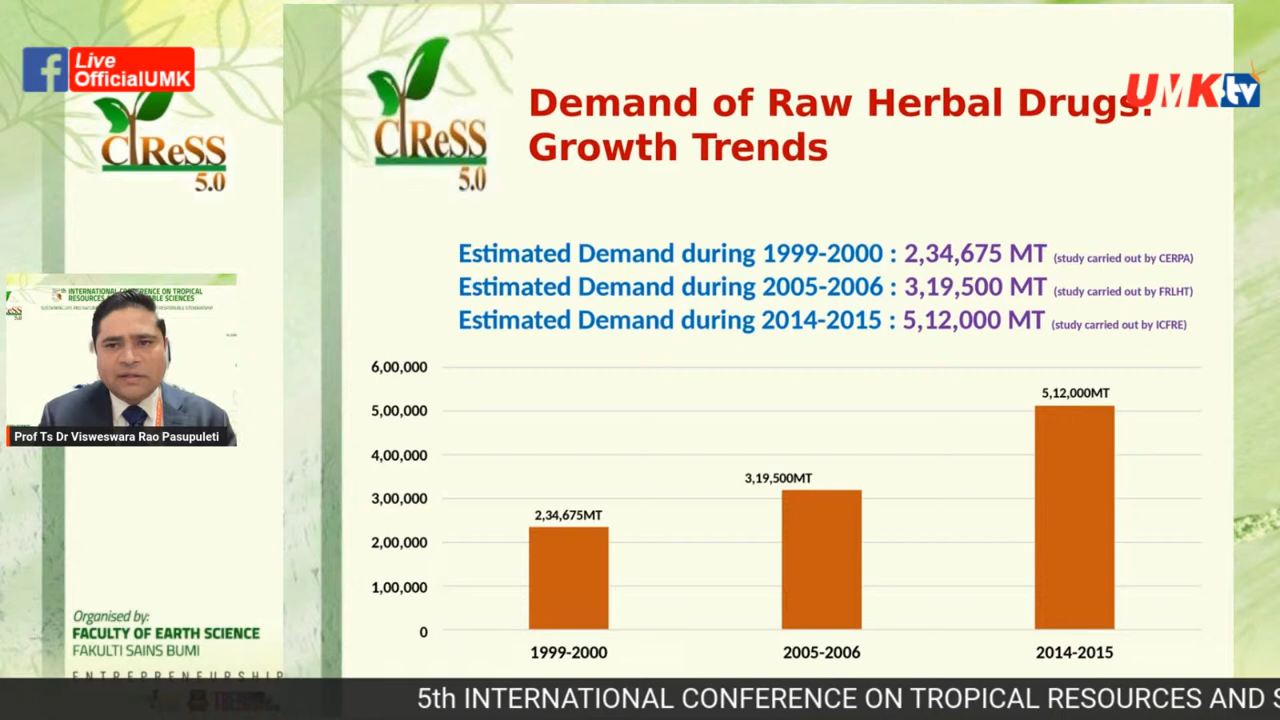 Live
OfficialUMK
CIReSS
5.0
CIReSS
5.0
Demand of Raw Herbal Drugs:
Growth Trends
UMK tv
Estimated Demand during 1999-2000 : 2,34,675 MT (study carried out by CERPA)
Estimated Demand during 2005-2006 : 3,19,500 MT (study carried out by FRLHT)
Estimated Demand during 2014-2015 : 5,12,000 MT (study carried out by ICFRE)
INTERNATIONAL CONFERENCE ON TROPICAL
RESOURCES SCIENCES
Prof Ts Dr Visweswara Rao Pasupuleti
6,00,000
5,00,000
4,00,000
3,00,000
2,00,000
1,00,000
0
2,34,675MT
3,19,500MT
5,12,000MT
1999-2000
2005-2006
2014-2015
Organised by:
FACULTY OF EARTH SCIENCE
FAKULTI SAINS BUMI
ENTREPRENEURSHIP
5th INTERNATIONAL CONFERENCE ON TROPICAL RESOURCES AND S